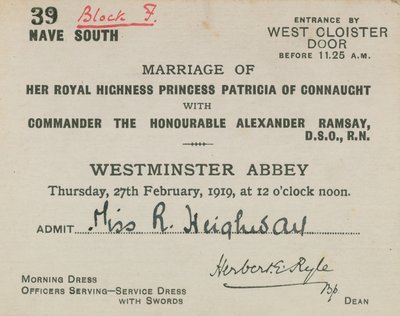 39 Block F.
NAVE SOUTH
ENTRANCE BY
WEST CLOISTER
DOOR
BEFORE 11.25 A.M.
MARRIAGE OF
HER ROYAL HIGHNESS PRINCESS PATRICIA OF CONNAUGHT
WITH
COMMANDER THE HONOURABLE ALEXANDER RAMSAY,
D.S.O., R.N.
WESTMINSTER ABBEY
Thursday, 27th February, 1919, at 12 o'clock noon.
ADMIT Miss R. Heighway
MORNING DRESS
OFFICERS SERVING—SERVICE DRESS
WITH SWORDS
Herbert E. Ryle
Bp
DEAN